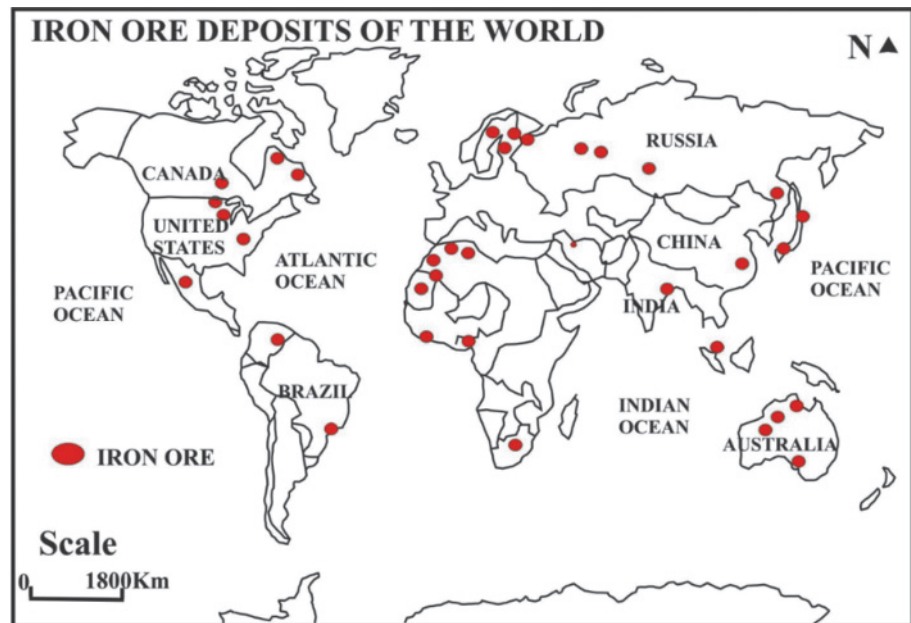 IRON ORE DEPOSITS OF THE WORLD
N
RUSSIA
CANADA
UNITED
STATES
CHINA
ATLANTIC
OCEAN
PACIFIC
OCEAN
PACIFIC
OCEAN
INDIA
BRAZIL
INDIAN
OCEAN
AUSTRALIA
IRON ORE
Scale
0 1800Km